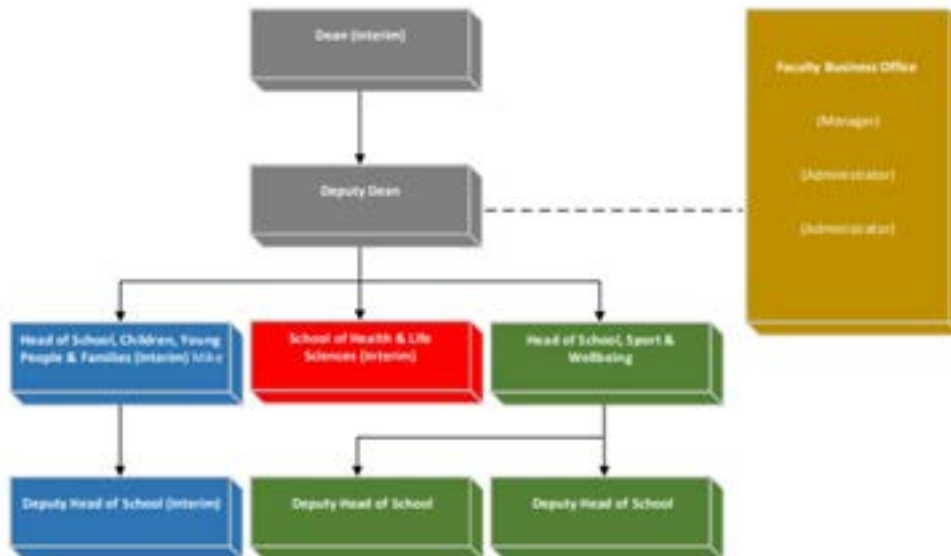 Dean (Interim)
Faculty Business Office
(Manager)
(Administrator)
(Administrator)
Deputy Dean
Head of School, Children, Young
People & Families (Interim) Mike
School of Health & Life
Sciences (Interim)
Head of School, Sport &
Wellbeing
Deputy Head of School (Interim)
Deputy Head of School
Deputy Head of School